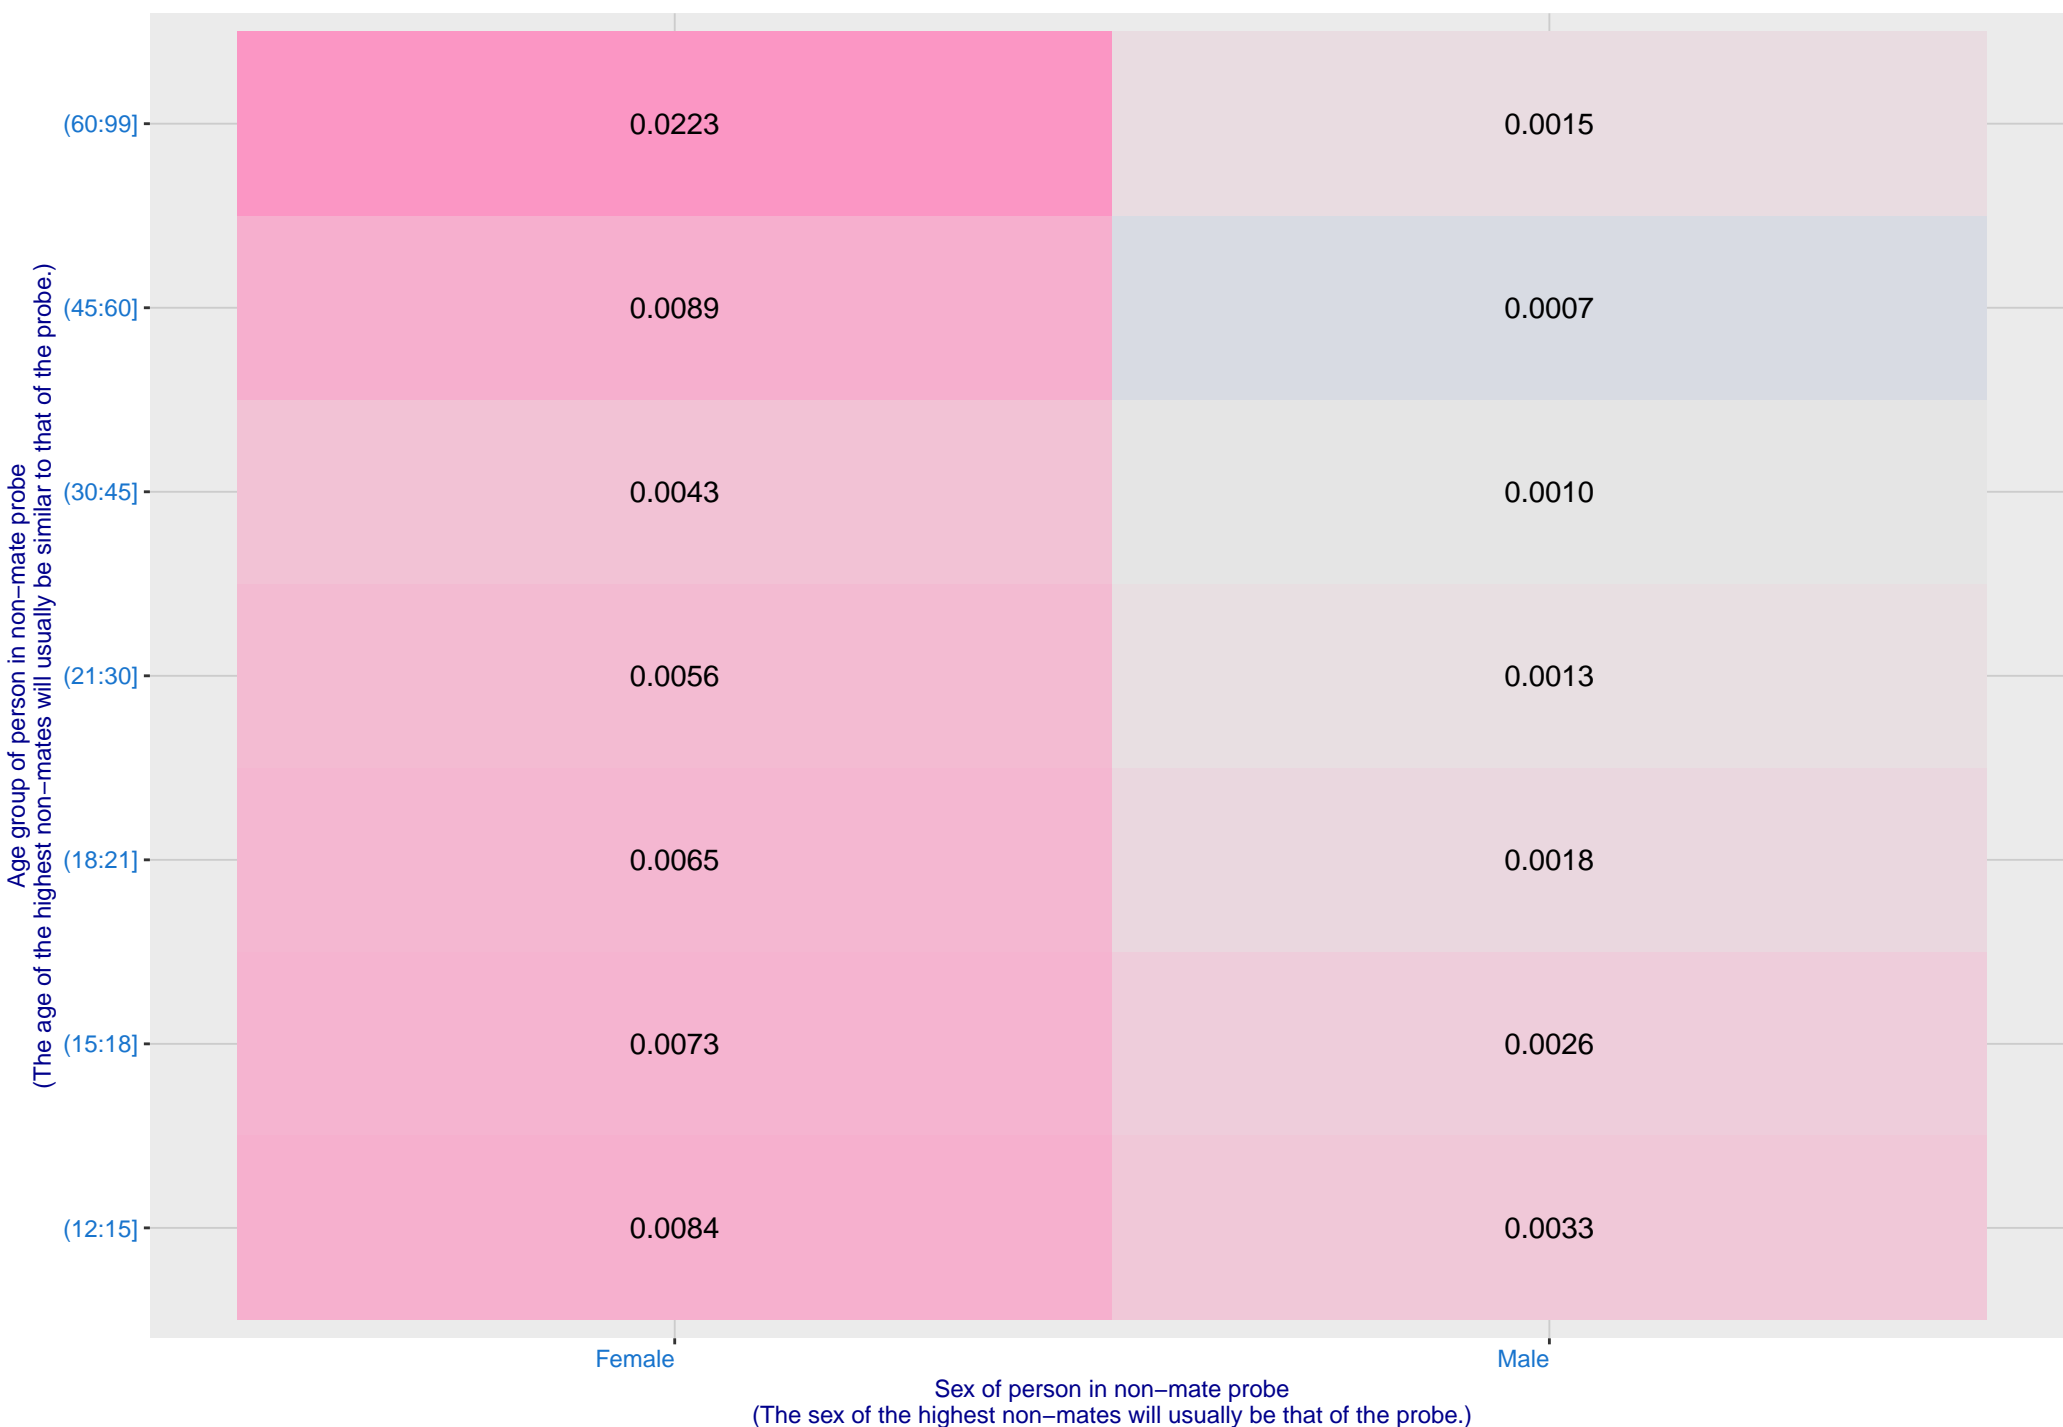 Age group of person in non−mate probe
(The age of the highest non−mates will usually be similar to that of the probe.)
(60:99] 0.0223 0.0015
(45:60] 0.0089 0.0007
(30:45] 0.0043 0.0010
(21:30] 0.0056 0.0013
(18:21] 0.0065 0.0018
(15:18] 0.0073 0.0026
(12:15] 0.0084 0.0033
Female Male
Sex of person in non−mate probe
(The sex of the highest non−mates will usually be that of the probe.)